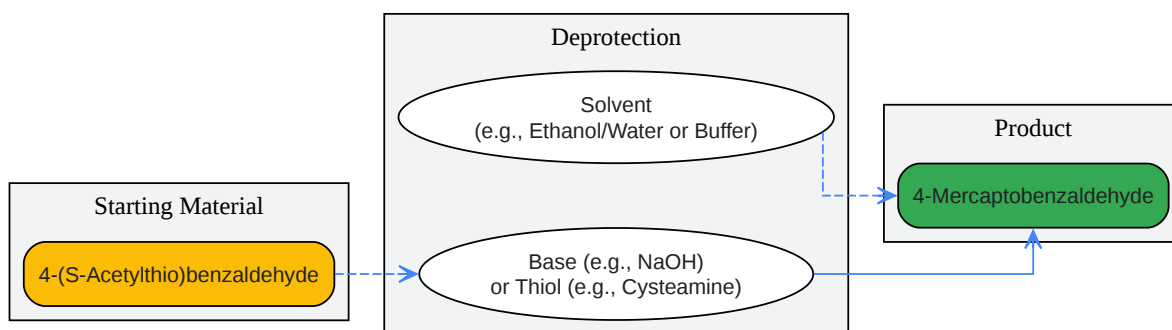 Deprotection
Solvent
(e.g., Ethanol/Water or Buffer)
Product
4-Mercaptobenzaldehyde
Starting Material
4-(S-Acetylthio)benzaldehyde
Base (e.g., NaOH)
or Thiol (e.g., Cysteamine)